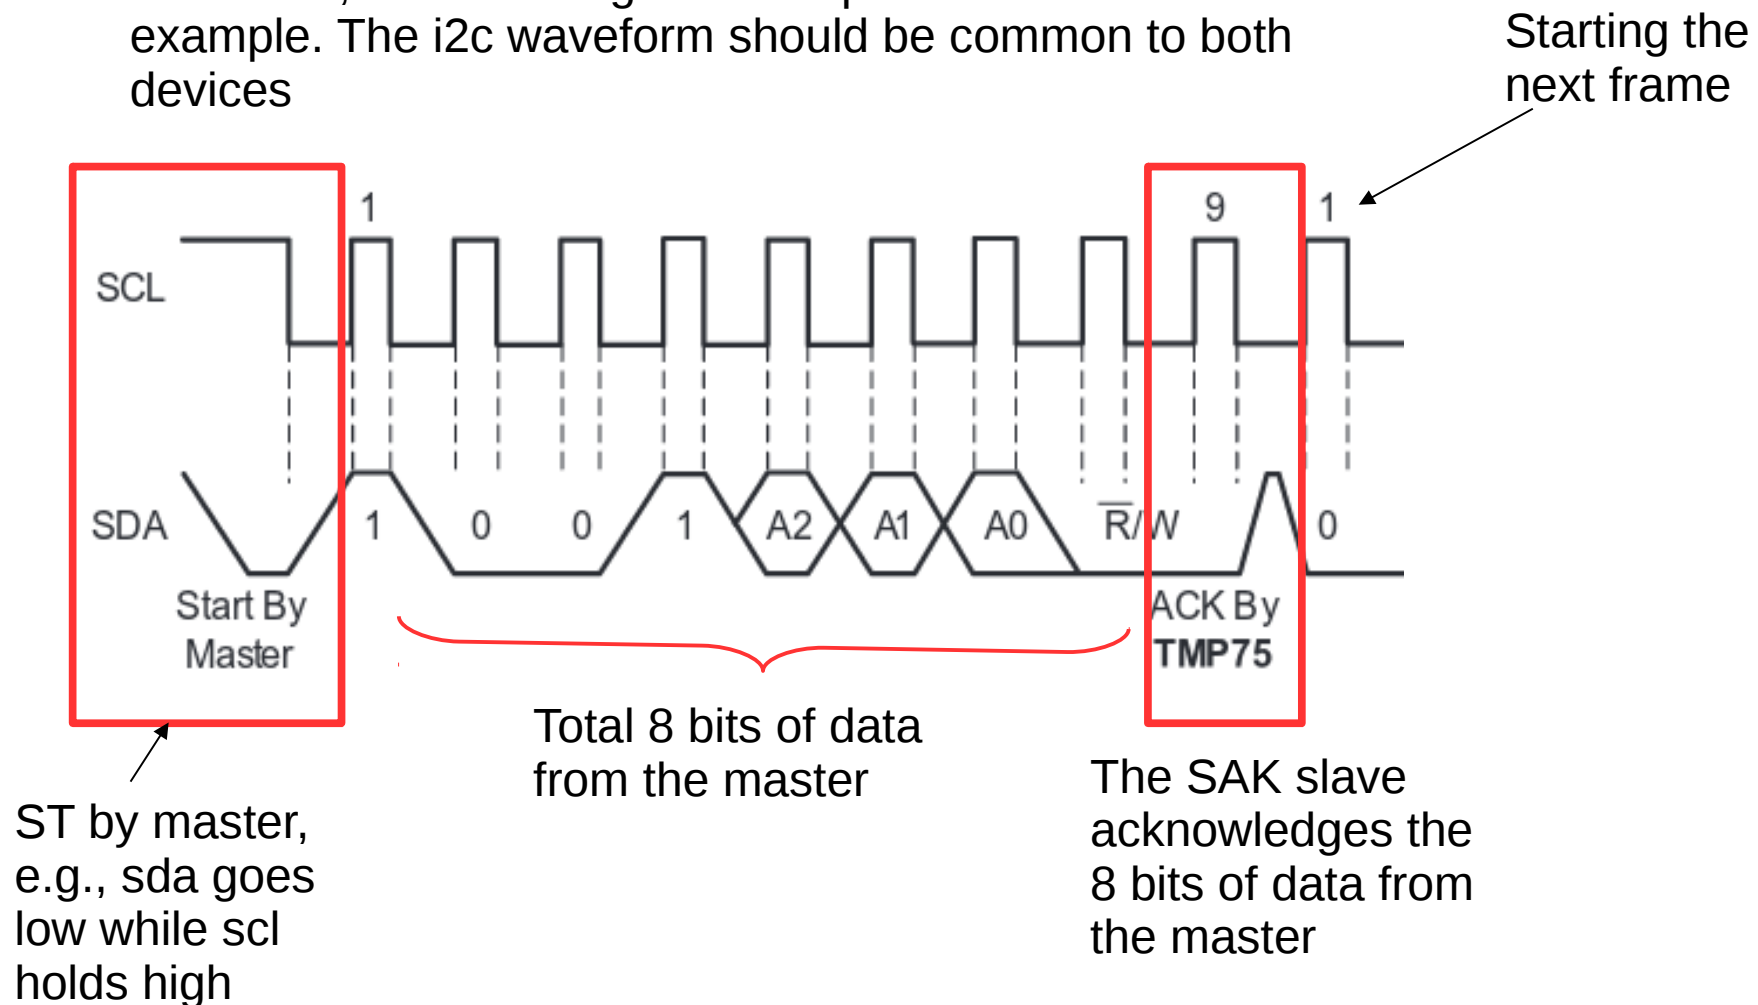 example. The i2c waveform should be common to both
devices
Starting the
next frame
1 9 1
SCL
SDA 1 0 0 1 A2 A1 A0 R/W 0
Start By
Master
ACK By
TMP75
Total 8 bits of data
from the master
The SAK slave
acknowledges the
8 bits of data from
the master
ST by master,
e.g., sda goes
low while scl
holds high